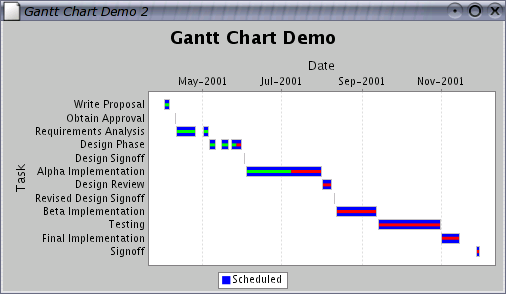 Gantt Chart Demo 2
Gantt Chart Demo
Date
May-2001 Jul-2001 Sep-2001 Nov-2001
Task
Write Proposal
Obtain Approval
Requirements Analysis
Design Phase
Design Signoff
Alpha Implementation
Design Review
Revised Design Signoff
Beta Implementation
Testing
Final Implementation
Signoff
Scheduled